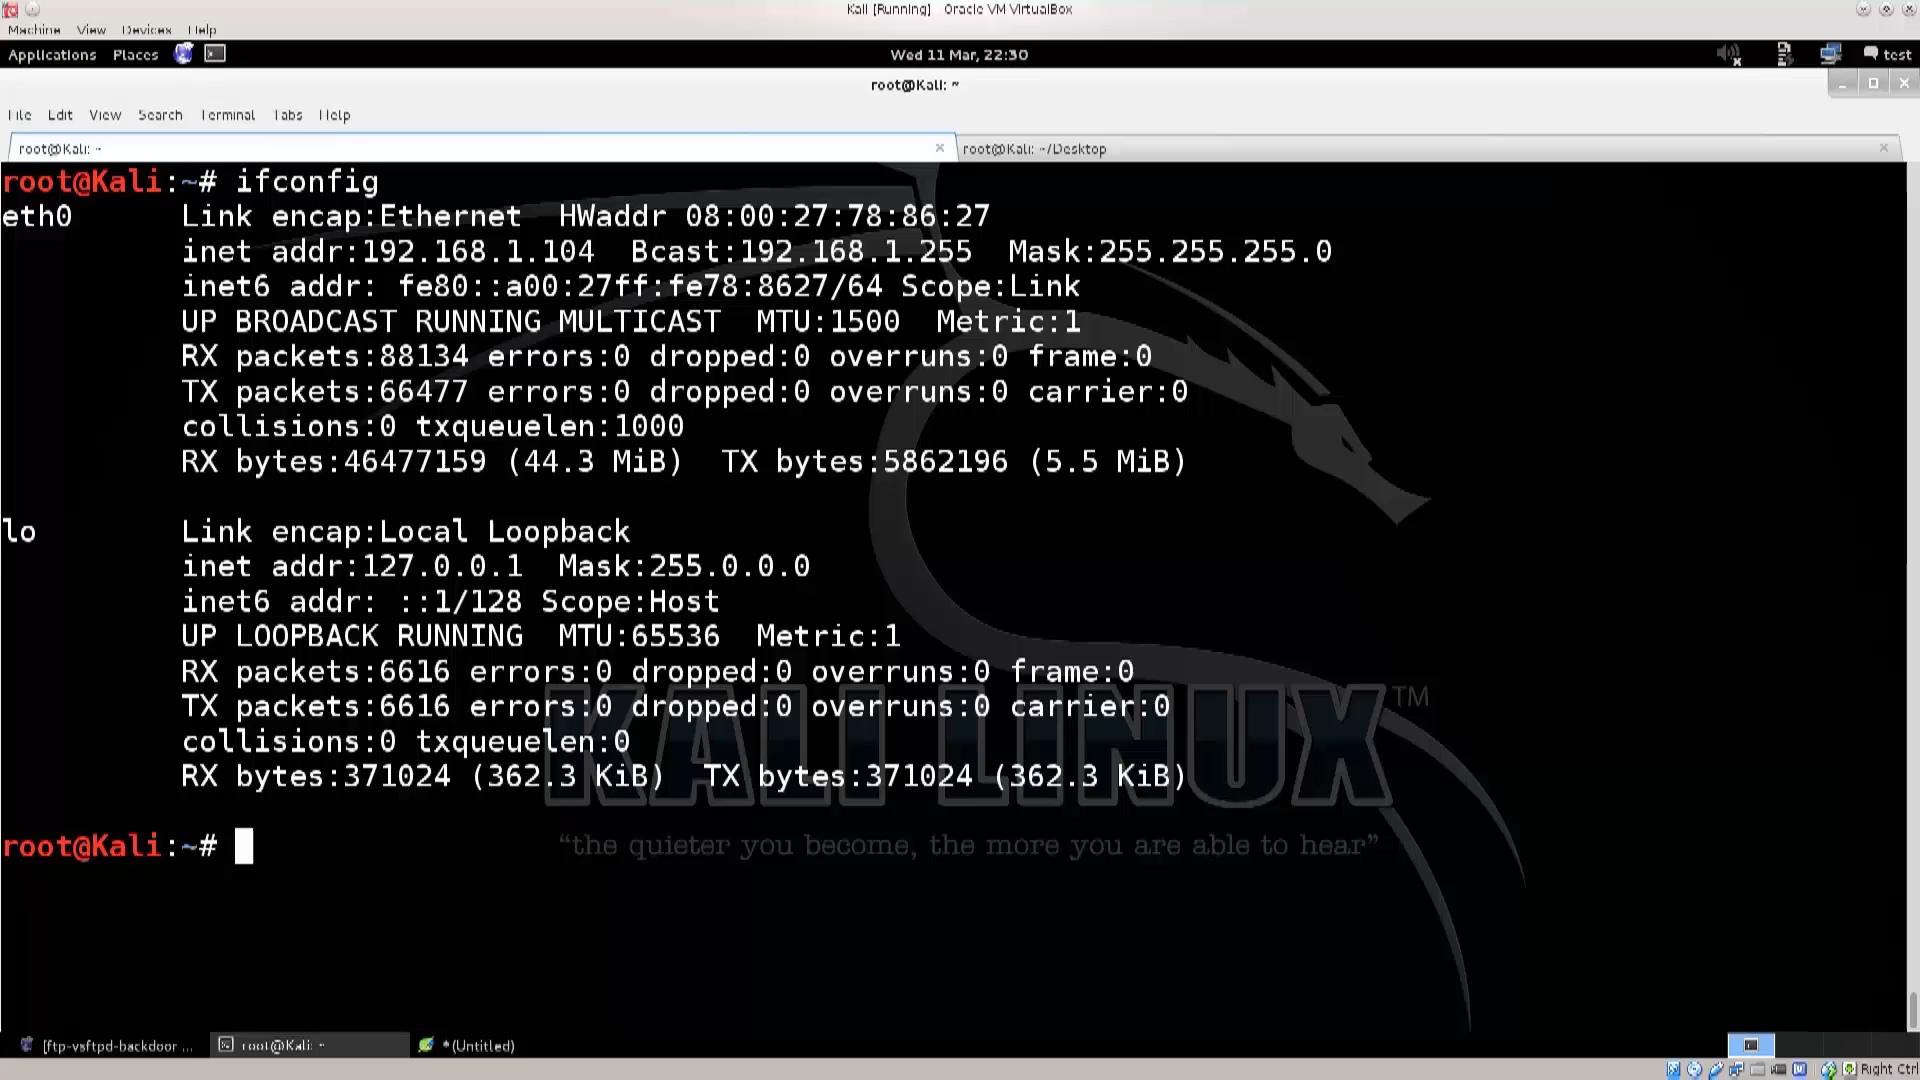 Kali [Running] Oracle VM VirtualBox
Machine View Devices Help
Applications Places Wed 11 Mar, 22:30 test
root@Kali: ~
File Edit View Search Terminal Tabs Help
root@Kali: ~ root@Kali: ~/Desktop
root@Kali:~# ifconfig
eth0 Link encap:Ethernet HWaddr 08:00:27:78:86:27
inet addr:192.168.1.104 Bcast:192.168.1.255 Mask:255.255.255.0
inet6 addr: fe80::a00:27ff:fe78:8627/64 Scope:Link
UP BROADCAST RUNNING MULTICAST MTU:1500 Metric:1
RX packets:88134 errors:0 dropped:0 overruns:0 frame:0
TX packets:66477 errors:0 dropped:0 overruns:0 carrier:0
collisions:0 txqueuelen:1000
RX bytes:46477159 (44.3 MiB) TX bytes:5862196 (5.5 MiB)
lo Link encap:Local Loopback
inet addr:127.0.0.1 Mask:255.0.0.0
inet6 addr: ::1/128 Scope:Host
UP LOOPBACK RUNNING MTU:65536 Metric:1
RX packets:6616 errors:0 dropped:0 overruns:0 frame:0
TX packets:6616 errors:0 dropped:0 overruns:0 carrier:0
collisions:0 txqueuelen:0
RX bytes:371024 (362.3 KiB) TX bytes:371024 (362.3 KiB)
KALI LINUX™
root@Kali:~#
“the quieter you become, the more you are able to hear”
[ftp-vsftpd-backdoor ... root@Kali: ~ *(Untitled)
Right Ctrl